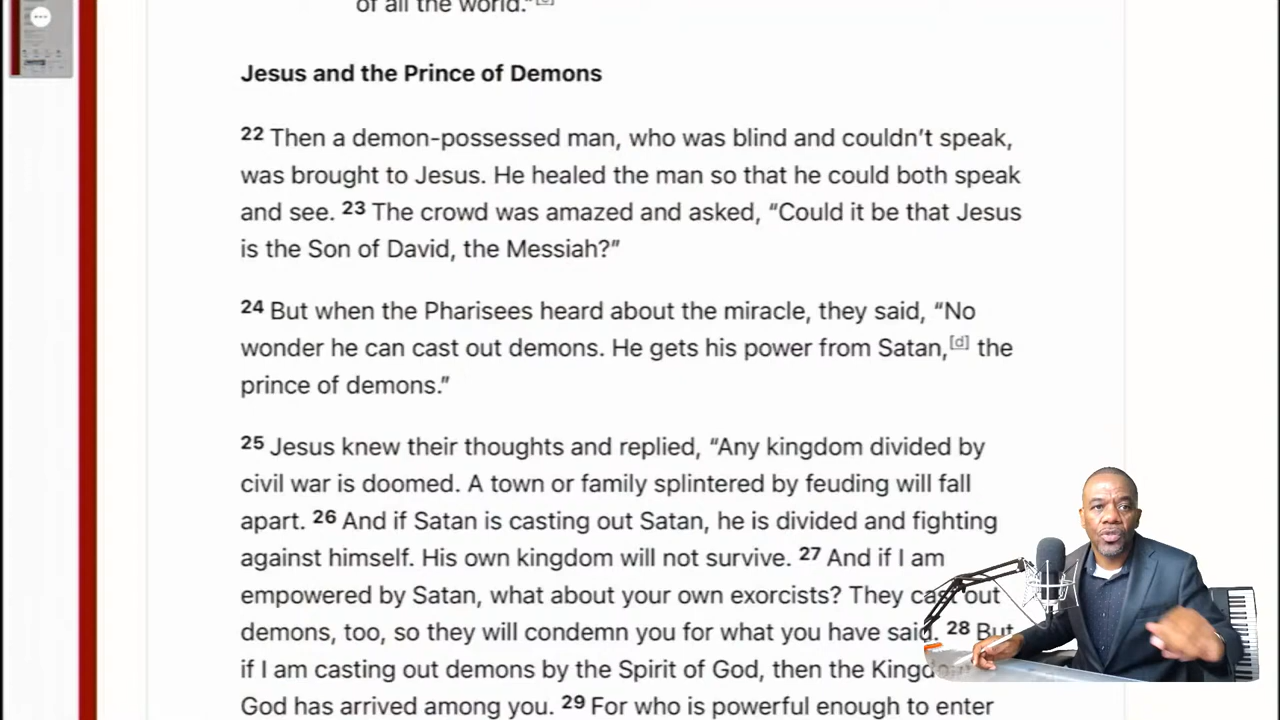 of all the world.”[c]
Jesus and the Prince of Demons
22 Then a demon-possessed man, who was blind and couldn’t speak,
was brought to Jesus. He healed the man so that he could both speak
and see. 23 The crowd was amazed and asked, “Could it be that Jesus
is the Son of David, the Messiah?”
24 But when the Pharisees heard about the miracle, they said, “No
wonder he can cast out demons. He gets his power from Satan,[d] the
prince of demons.”
25 Jesus knew their thoughts and replied, “Any kingdom divided by
civil war is doomed. A town or family splintered by feuding will fall
apart. 26 And if Satan is casting out Satan, he is divided and fighting
against himself. His own kingdom will not survive. 27 And if I am
empowered by Satan, what about your own exorcists? They cast out
demons, too, so they will condemn you for what you have said. 28 But
if I am casting out demons by the Spirit of God, then the
God has arrived among you. 29 For who is powerful enough to enter